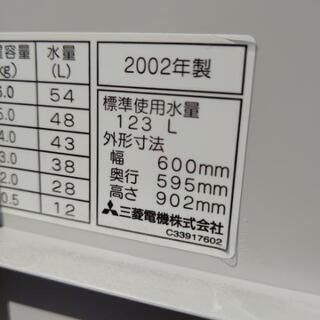 容量 水量
kg) (L)
6.0 54
5.0 48
4.0 43
3.0 38
2.0 28
0.5 12
2002年製
標準使用水量
123 L
外形寸法
幅 600mm
奥行 595mm
高さ 902mm
三菱電機株式会社
C33917602